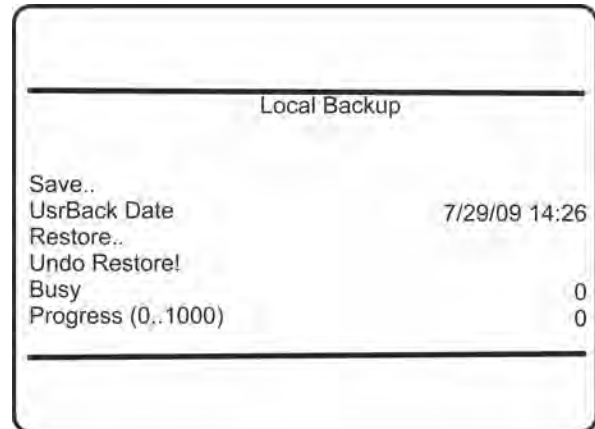 Local Backup
Save..
UsrBack Date 7/29/09 14:26
Restore..
Undo Restore!
Busy 0
Progress (0..1000) 0